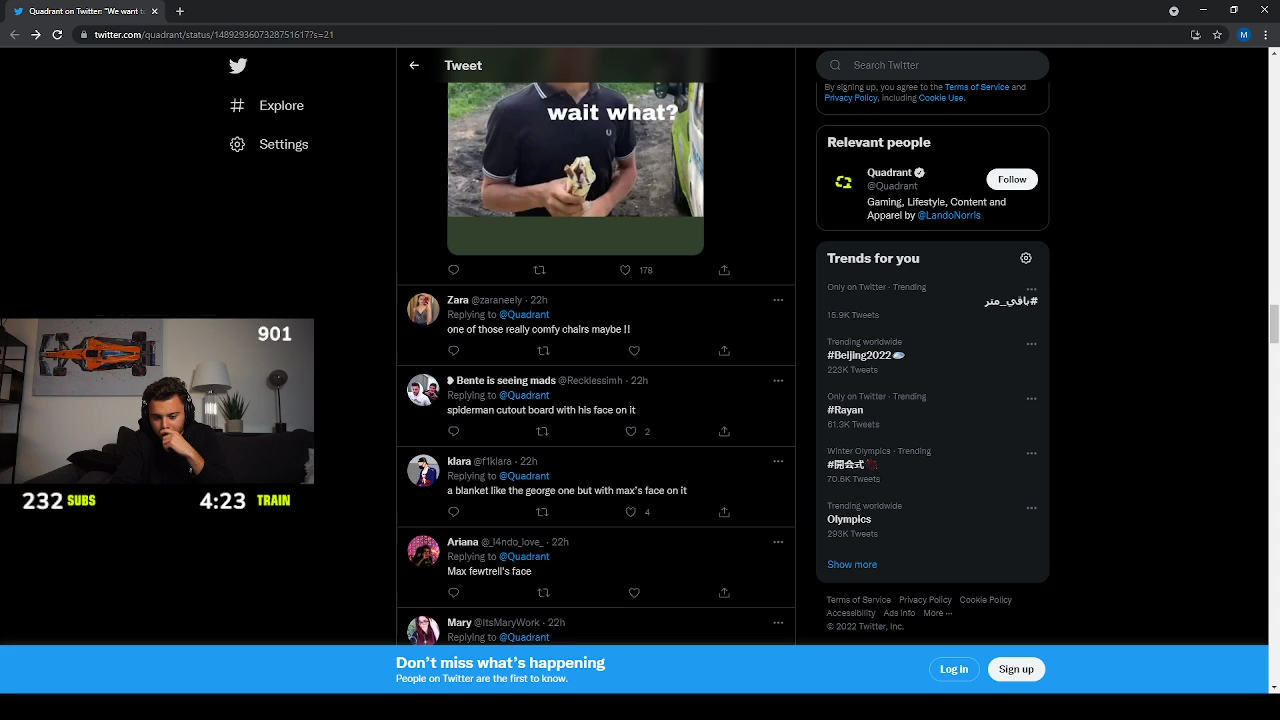 Quadrant on Twitter: "We want to
twitter.com/quadrant/status/1489293607328751617?s=21
M
Explore
Settings
Tweet
wait what?
178
Zara @zaraneely · 22h
Replying to @Quadrant
one of those really comfy chairs maybe !!
Bente is seeing mads @Recklessimh · 22h
Replying to @Quadrant
spiderman cutout board with his face on it
2
klara @f1klara · 22h
Replying to @Quadrant
a blanket like the george one but with max's face on it
4
Ariana @_l4ndo_love_ · 22h
Replying to @Quadrant
Max fewtrell's face
Mary @ItsMaryWork · 22h
Replying to @Quadrant
Search Twitter
By signing up, you agree to the Terms of Service and
Privacy Policy, including Cookie Use.
Relevant people
Quadrant
@Quadrant
Follow
Gaming, Lifestyle, Content and
Apparel by @LandoNorris
Trends for you
Only on Twitter · Trending
#باقي_متر
15.9K Tweets
Trending worldwide
#Beijing2022
223K Tweets
Only on Twitter · Trending
#Rayan
61.3K Tweets
Winter Olympics · Trending
#開会式
70.6K Tweets
Trending worldwide
Olympics
293K Tweets
Show more
Terms of Service Privacy Policy Cookie Policy
Accessibility Ads info More ···
© 2022 Twitter, Inc.
901
232 SUBS
4:23 TRAIN
Don't miss what's happening
People on Twitter are the first to know.
Log in
Sign up